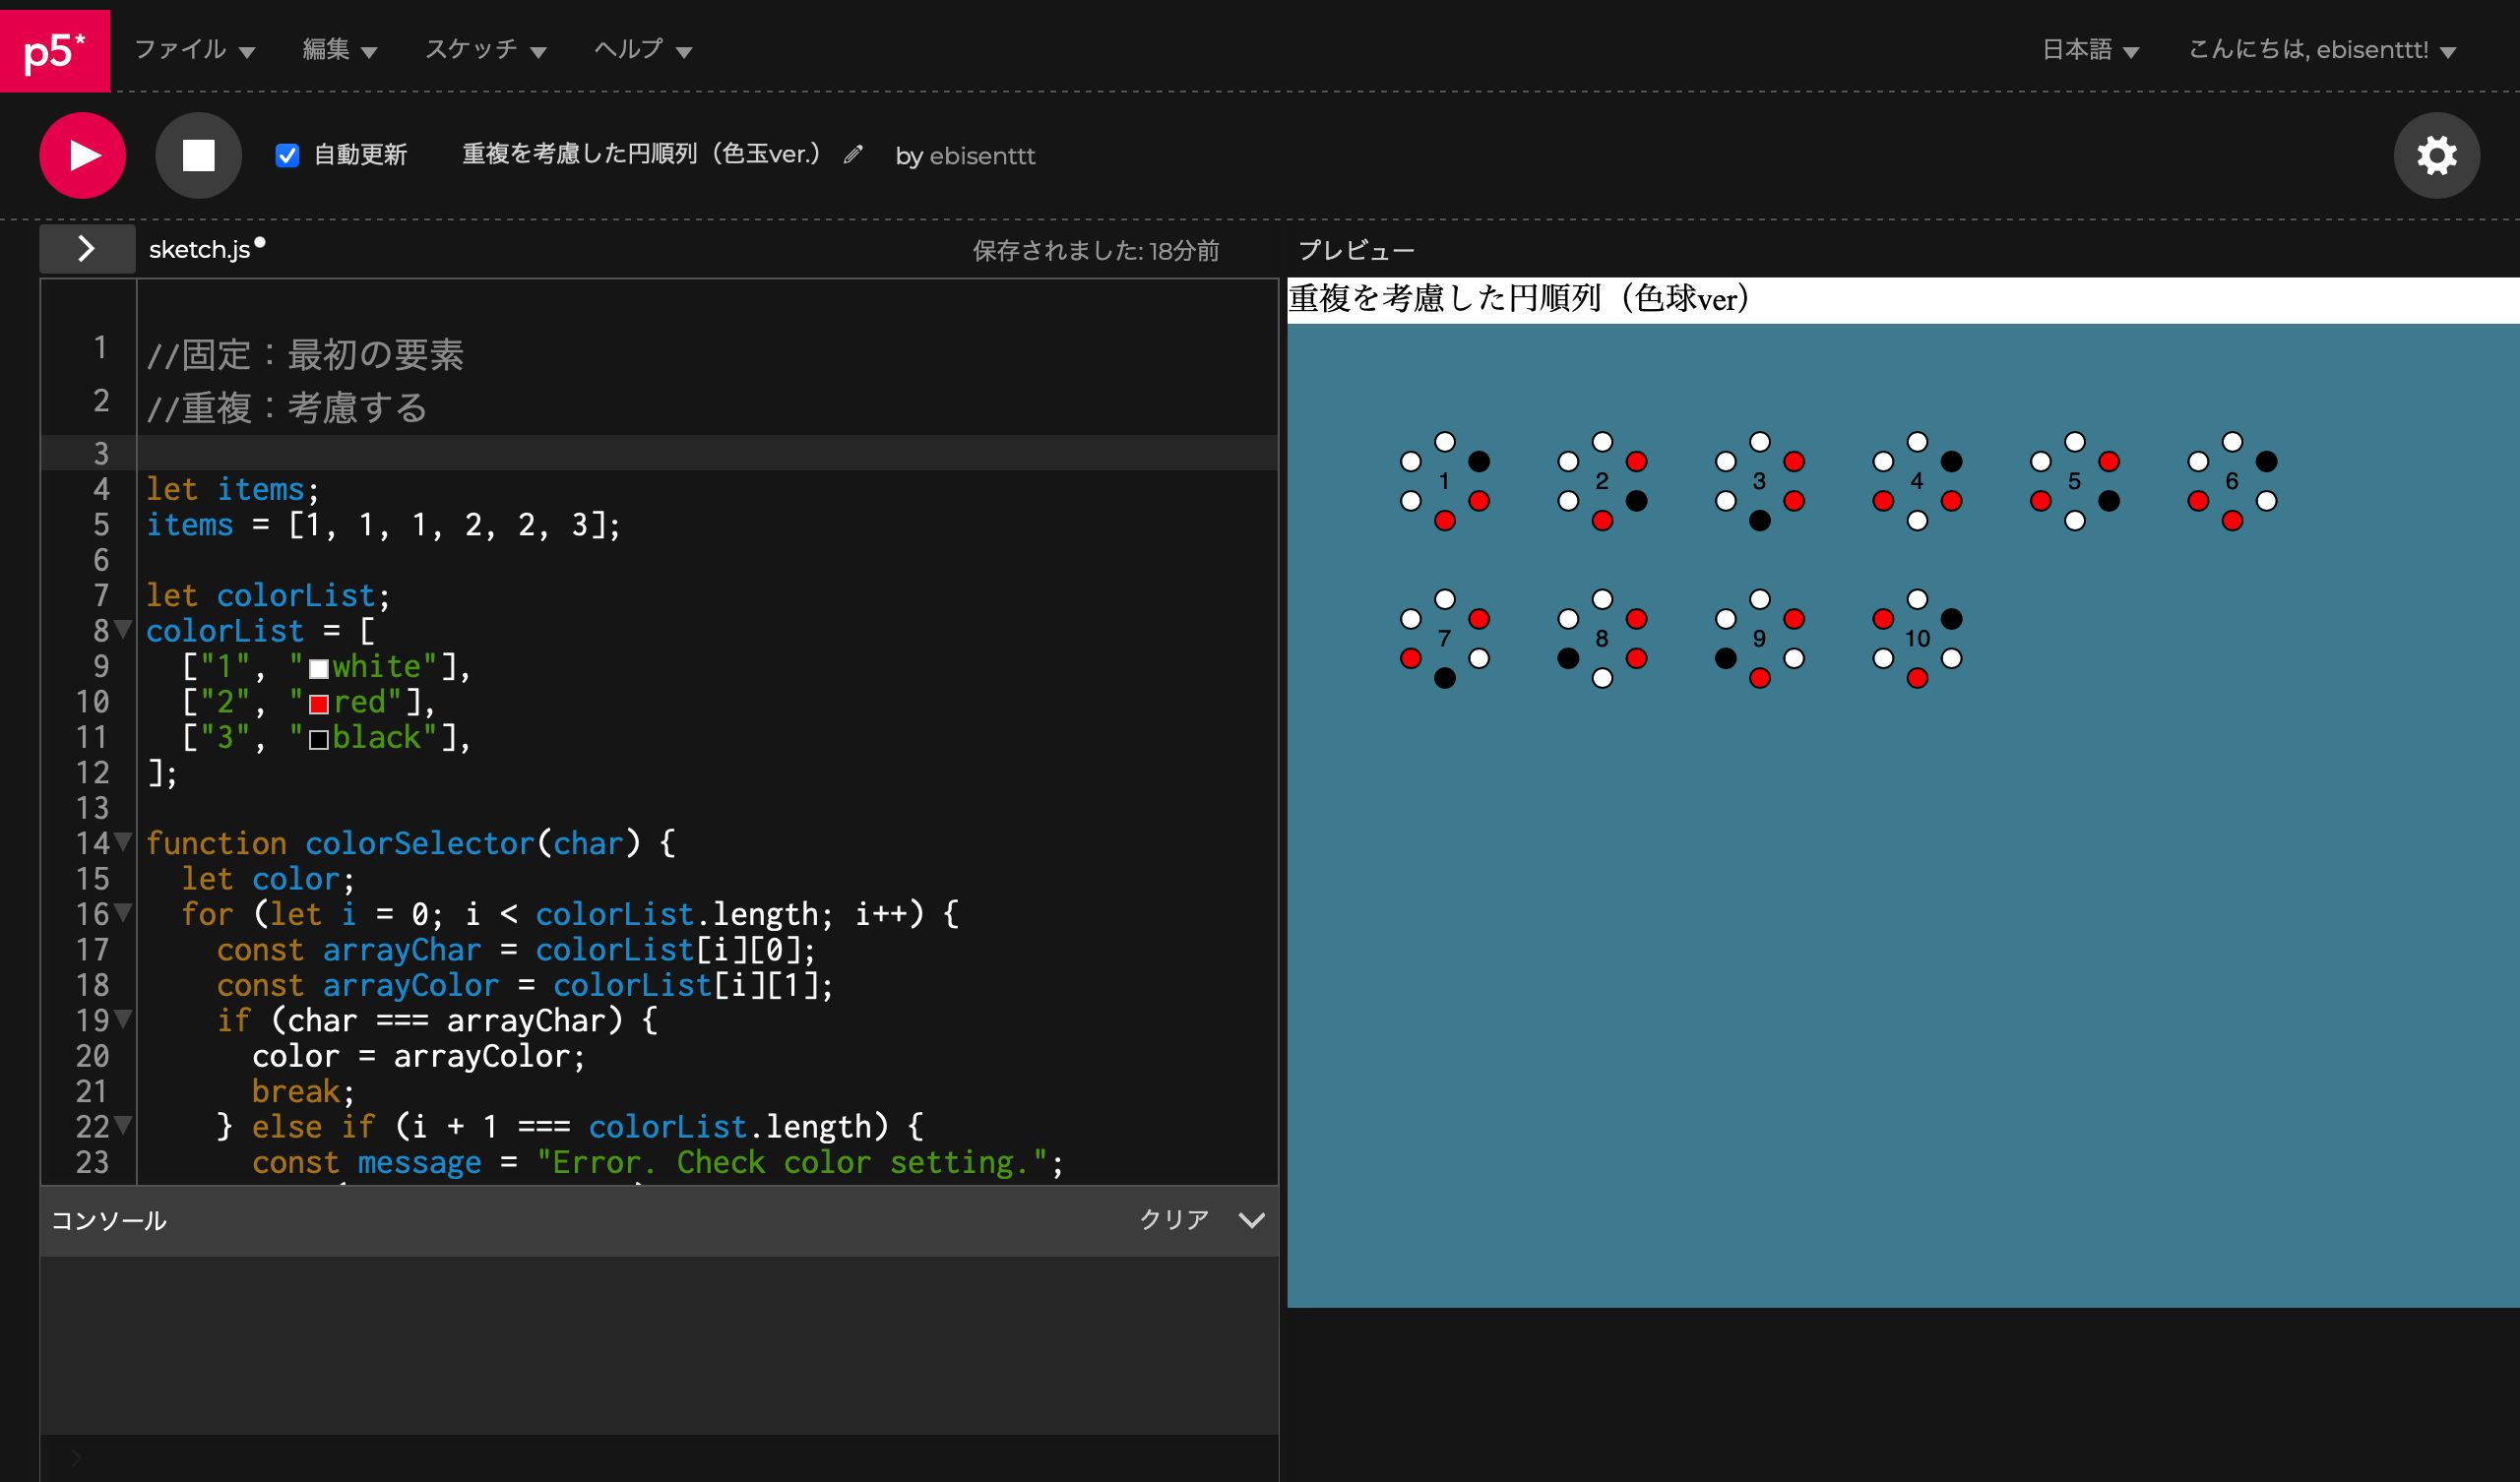 p5* ファイル 編集 スケッチ ヘルプ 日本語 こんにちは, ebisenttt!
自動更新 重複を考慮した円順列（色玉ver.） by ebisenttt
sketch.js 保存されました: 18分前 プレビュー
1 //固定：最初の要素
2 //重複：考慮する
3
4 let items;
5 items = [1, 1, 1, 2, 2, 3];
6
7 let colorList;
8 colorList = [
9   ["1", "white"],
10   ["2", "red"],
11   ["3", "black"],
12 ];
13
14 function colorSelector(char) {
15   let color;
16   for (let i = 0; i < colorList.length; i++) {
17     const arrayChar = colorList[i][0];
18     const arrayColor = colorList[i][1];
19     if (char === arrayChar) {
20       color = arrayColor;
21       break;
22     } else if (i + 1 === colorList.length) {
23       const message = "Error. Check color setting.";
コンソール クリア
>
重複を考慮した円順列（色球ver）
1 2 3 4 5 6
7 8 9 10